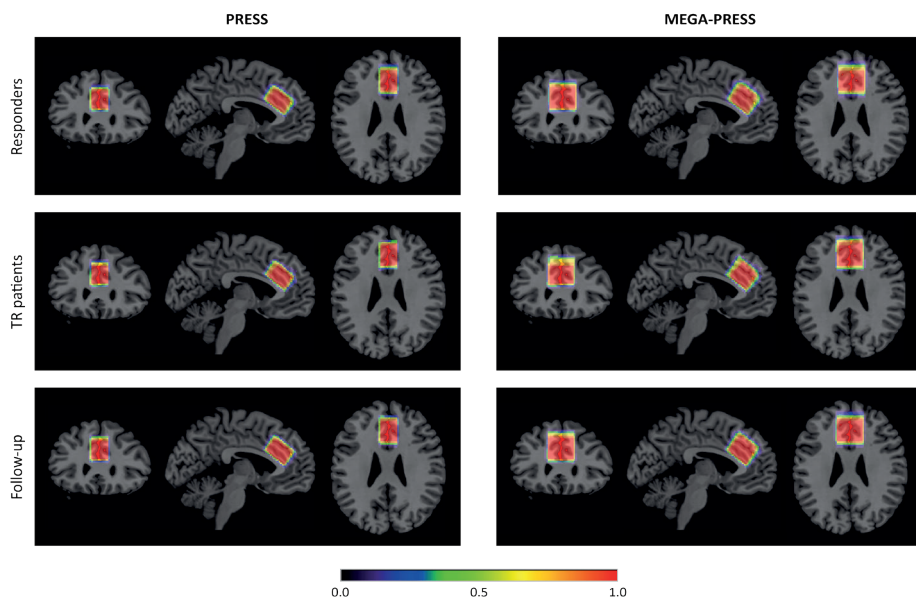 PRESS
MEGA-PRESS
Responders
TR patients
Follow-up
0.0
0.5
1.0